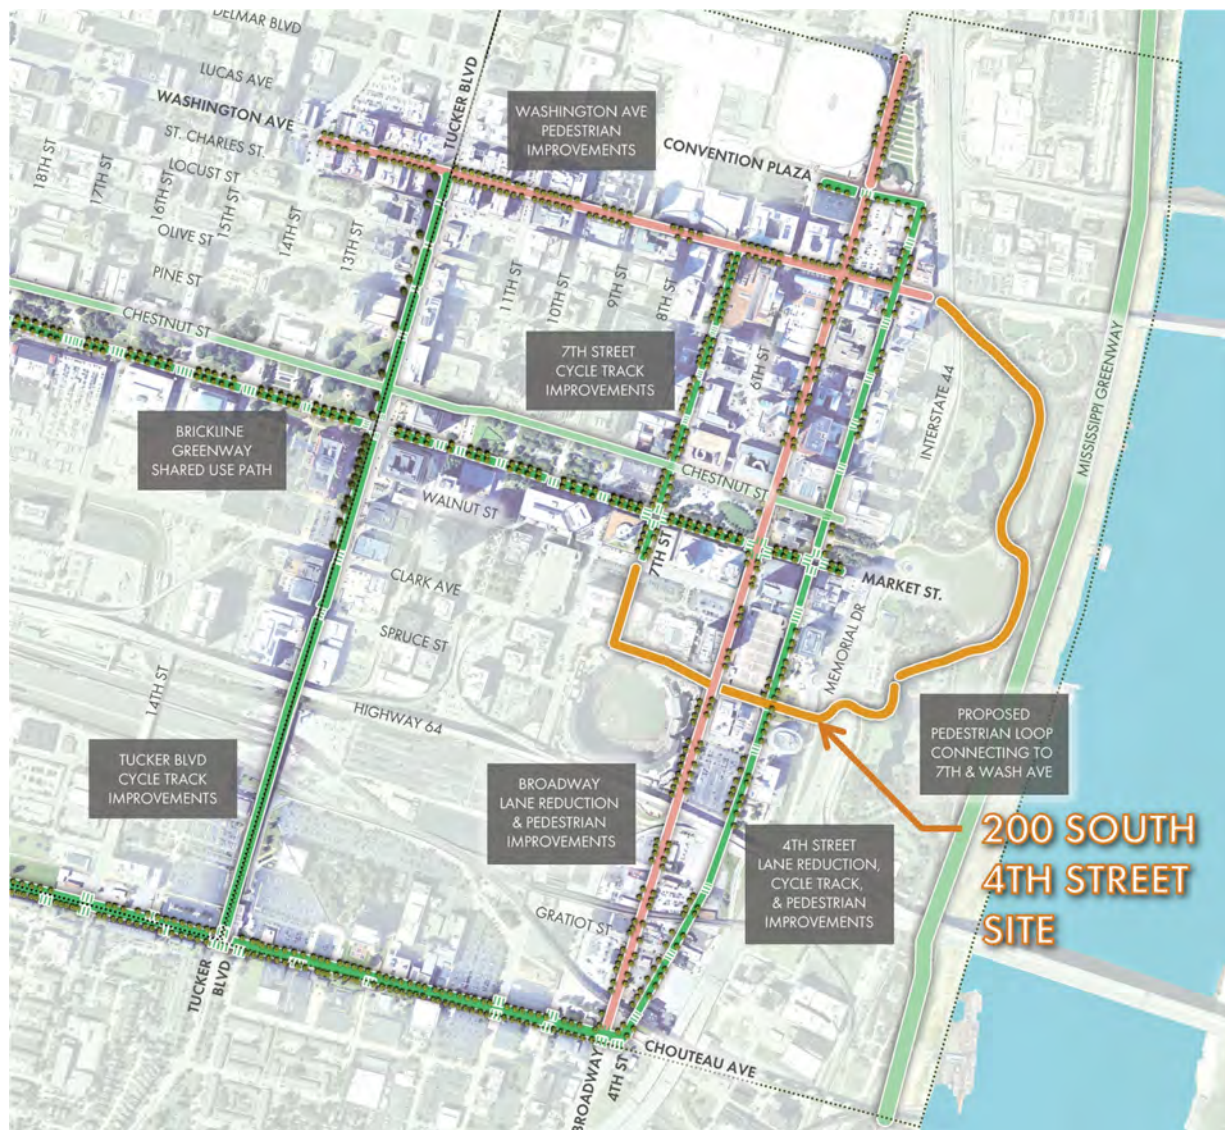 DELMAR BLVD
LUCAS AVE
WASHINGTON AVE
ST. CHARLES ST.
LOCUST ST
18TH ST
17TH ST
16TH ST
15TH ST
14TH ST
13TH ST
OLIVE ST
PINE ST
TUCKER BLVD
WASHINGTON AVE
PEDESTRIAN
IMPROVEMENTS
CONVENTION PLAZA
11TH ST
10TH ST
9TH ST
8TH ST
CHESTNUT ST
7TH STREET
CYCLE TRACK
IMPROVEMENTS
6TH ST
INTERSTATE 44
MISSISSIPPI GREENWAY
BRICKLINE
GREENWAY
SHARED USE PATH
CHESTNUT ST
WALNUT ST
7TH ST
MARKET ST.
CLARK AVE
SPRUCE ST
MEMORIAL DR
14TH ST
HIGHWAY 64
PROPOSED
PEDESTRIAN LOOP
CONNECTING TO
7TH & WASH AVE
TUCKER BLVD
CYCLE TRACK
IMPROVEMENTS
BROADWAY
LANE REDUCTION
& PEDESTRIAN
IMPROVEMENTS
200 SOUTH
4TH STREET
SITE
4TH STREET
LANE REDUCTION,
CYCLE TRACK,
& PEDESTRIAN
IMPROVEMENTS
GRATIOT ST
TUCKER
BLVD
BROADWAY
4TH ST
CHOUTEAU AVE